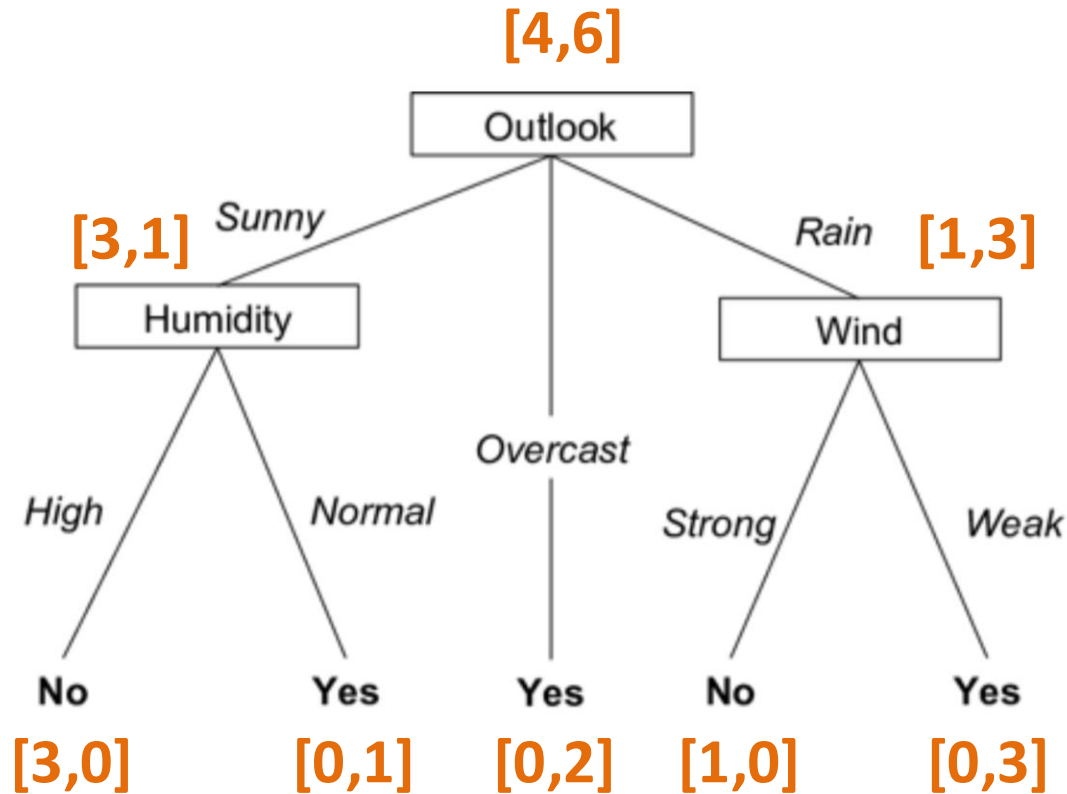 [4,6]
Outlook
Sunny
Rain
[3,1]
[1,3]
Humidity
Wind
Overcast
High
Normal
Strong
Weak
No
Yes
Yes
No
Yes
[3,0]
[0,1]
[0,2]
[1,0]
[0,3]